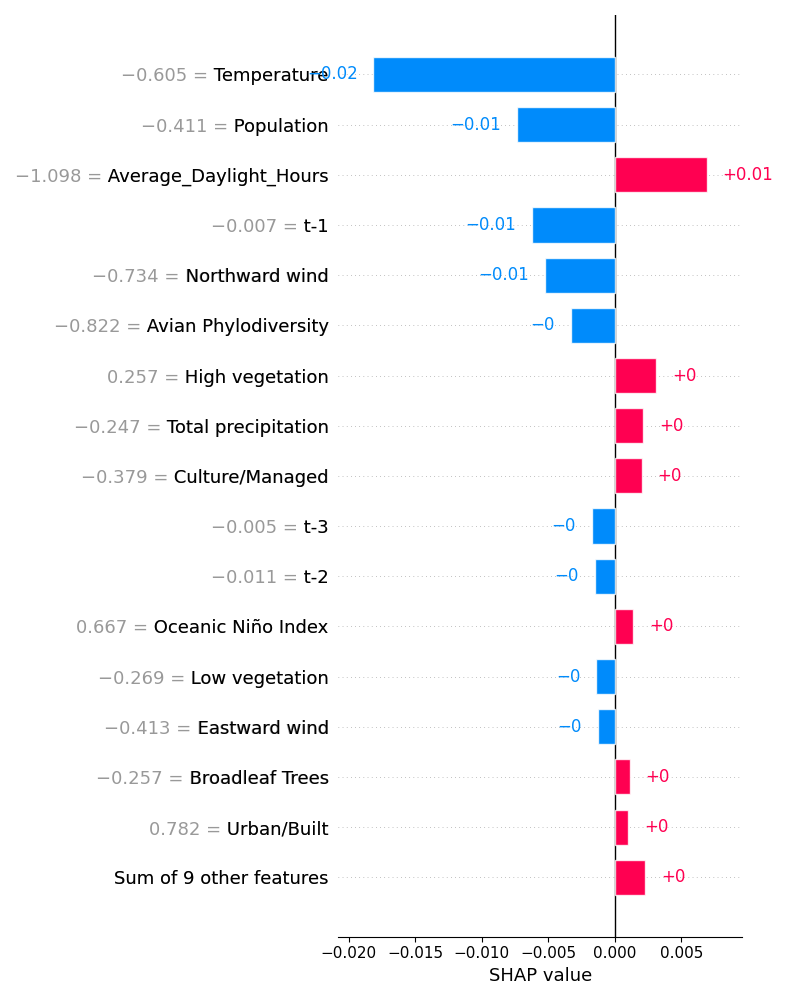 −0.605 = Temperature −0.02
−0.411 = Population −0.01
−1.098 = Average_Daylight_Hours +0.01
−0.007 = t-1 −0.01
−0.734 = Northward wind −0.01
−0.822 = Avian Phylodiversity −0
0.257 = High vegetation +0
−0.247 = Total precipitation +0
−0.379 = Culture/Managed +0
−0.005 = t-3 −0
−0.011 = t-2 −0
0.667 = Oceanic Niño Index +0
−0.269 = Low vegetation −0
−0.413 = Eastward wind −0
−0.257 = Broadleaf Trees +0
0.782 = Urban/Built +0
Sum of 9 other features +0
−0.020 −0.015 −0.010 −0.005 0.000 0.005
SHAP value